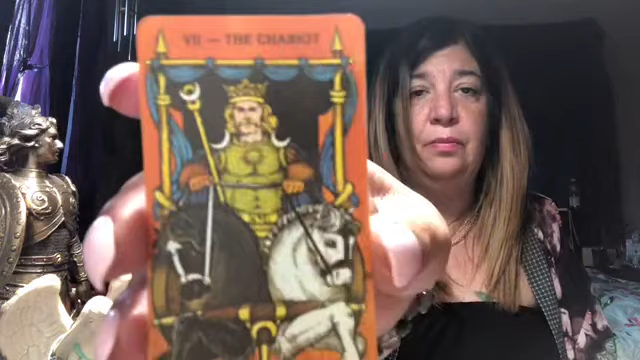 VII — THE CHARIOT